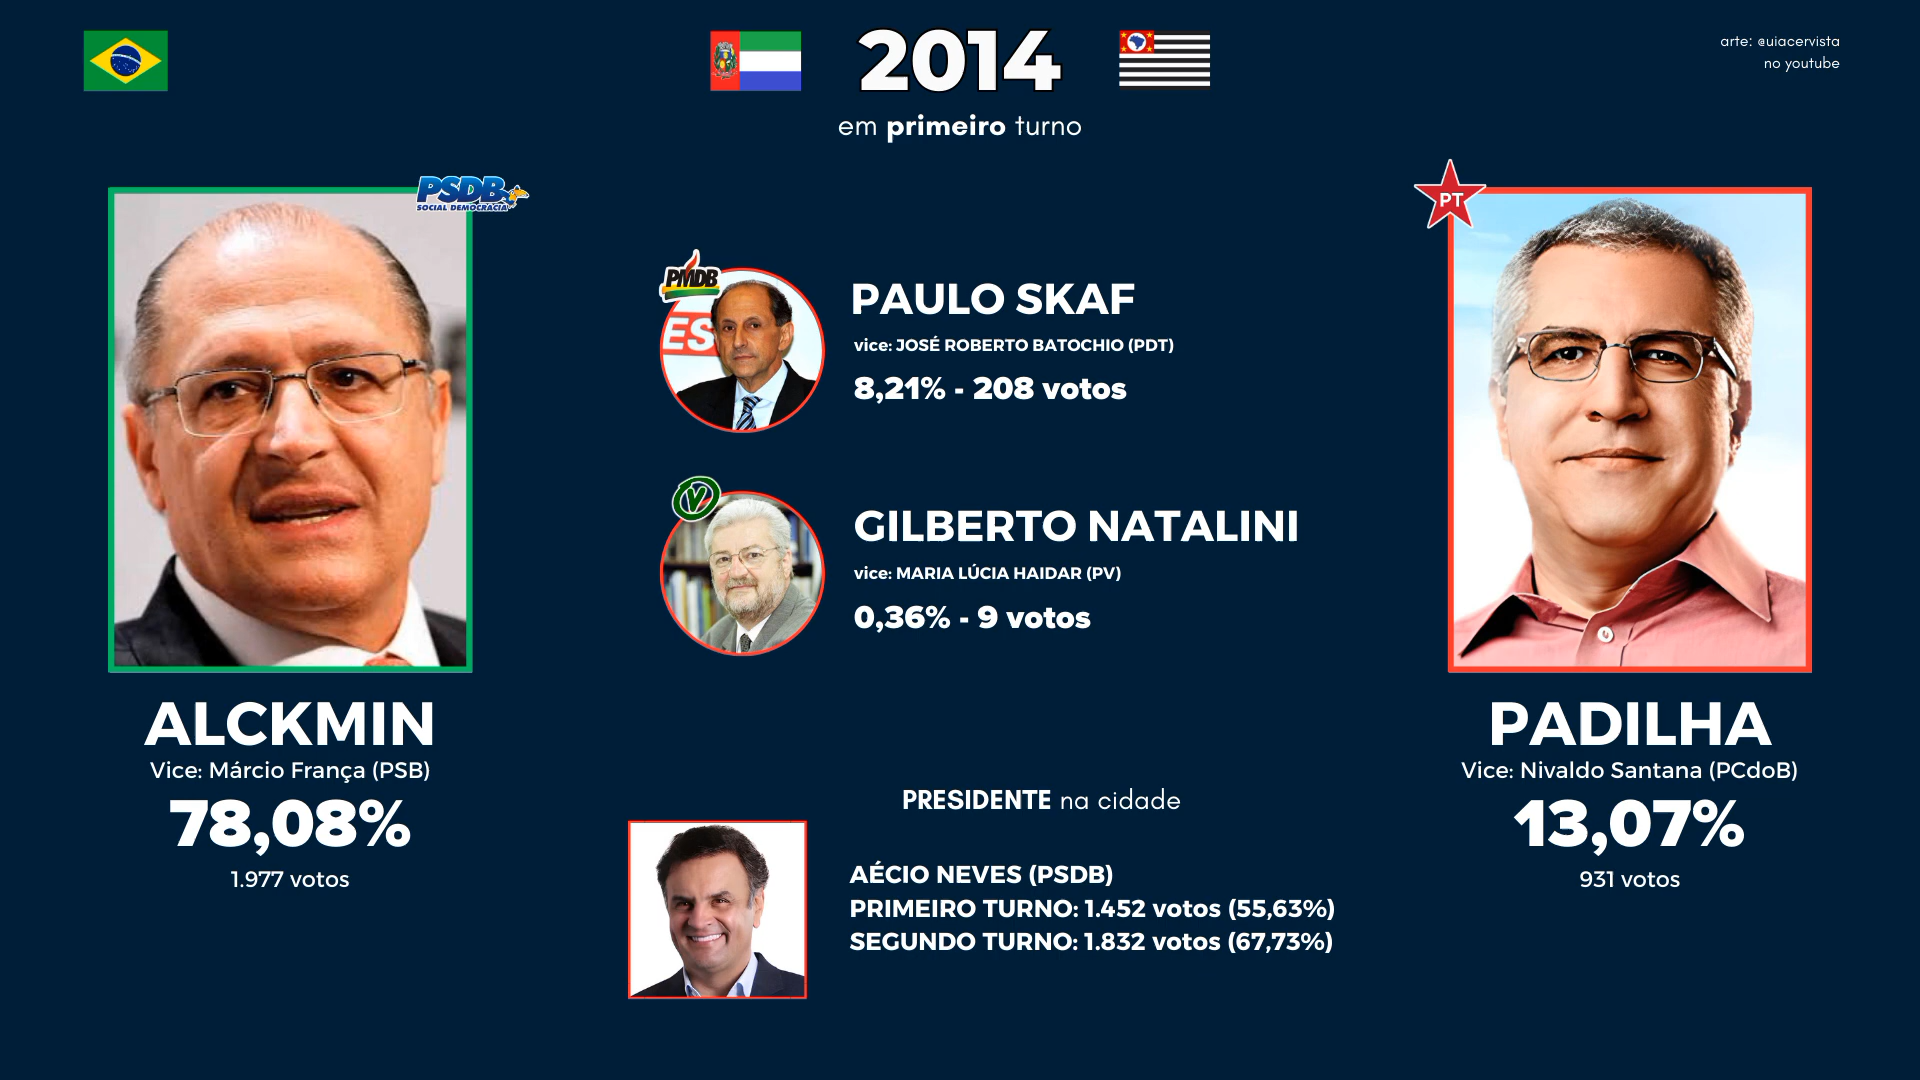 2014
em primeiro turno
arte: @uiacervista
no youtube
PSDB
SOCIAL DEMOCRACIA
PT
PMDB
ES
PAULO SKAF
vice: JOSÉ ROBERTO BATOCHIO (PDT)
8,21% - 208 votos
V
GILBERTO NATALINI
vice: MARIA LÚCIA HAIDAR (PV)
0,36% - 9 votos
ALCKMIN
Vice: Márcio França (PSB)
78,08%
1.977 votos
PADILHA
Vice: Nivaldo Santana (PCdoB)
13,07%
931 votos
PRESIDENTE na cidade
AÉCIO NEVES (PSDB)
PRIMEIRO TURNO: 1.452 votos (55,63%)
SEGUNDO TURNO: 1.832 votos (67,73%)